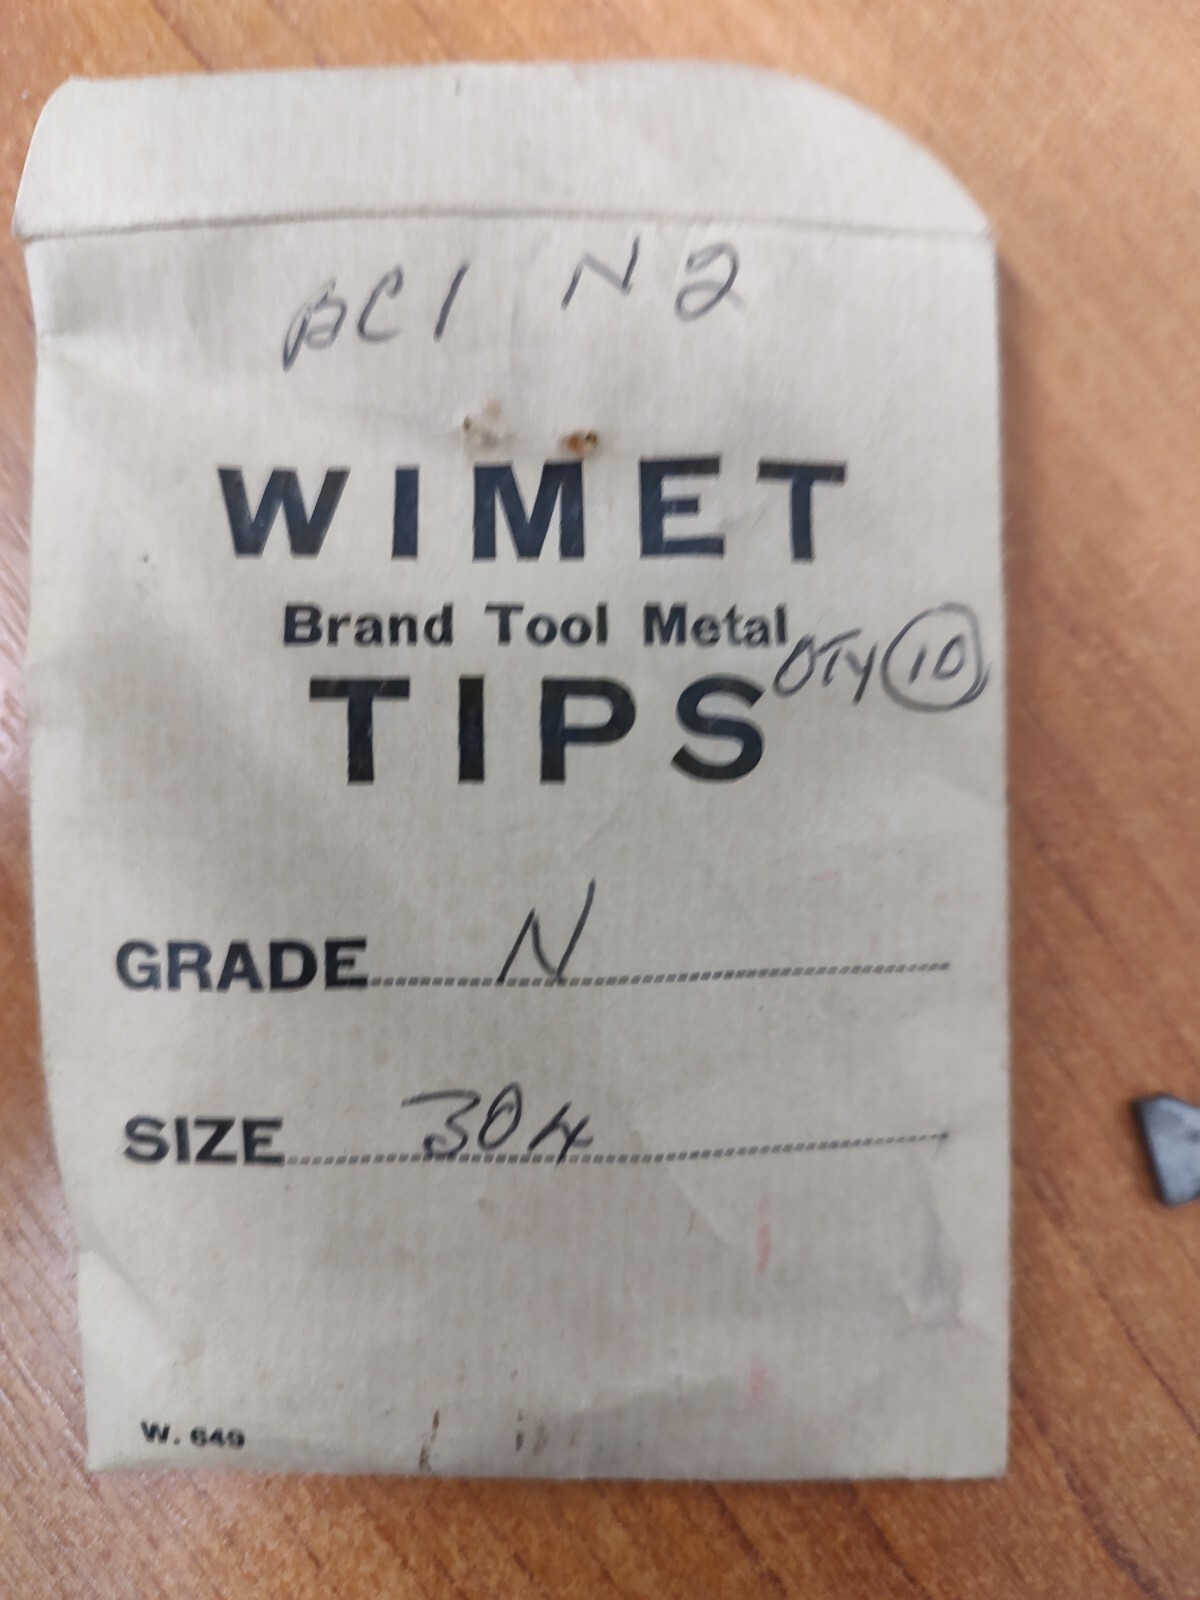 BC1 N2
WIMET
Brand Tool Metal
TIPS QTY 10
GRADE N
SIZE 304
W. 649